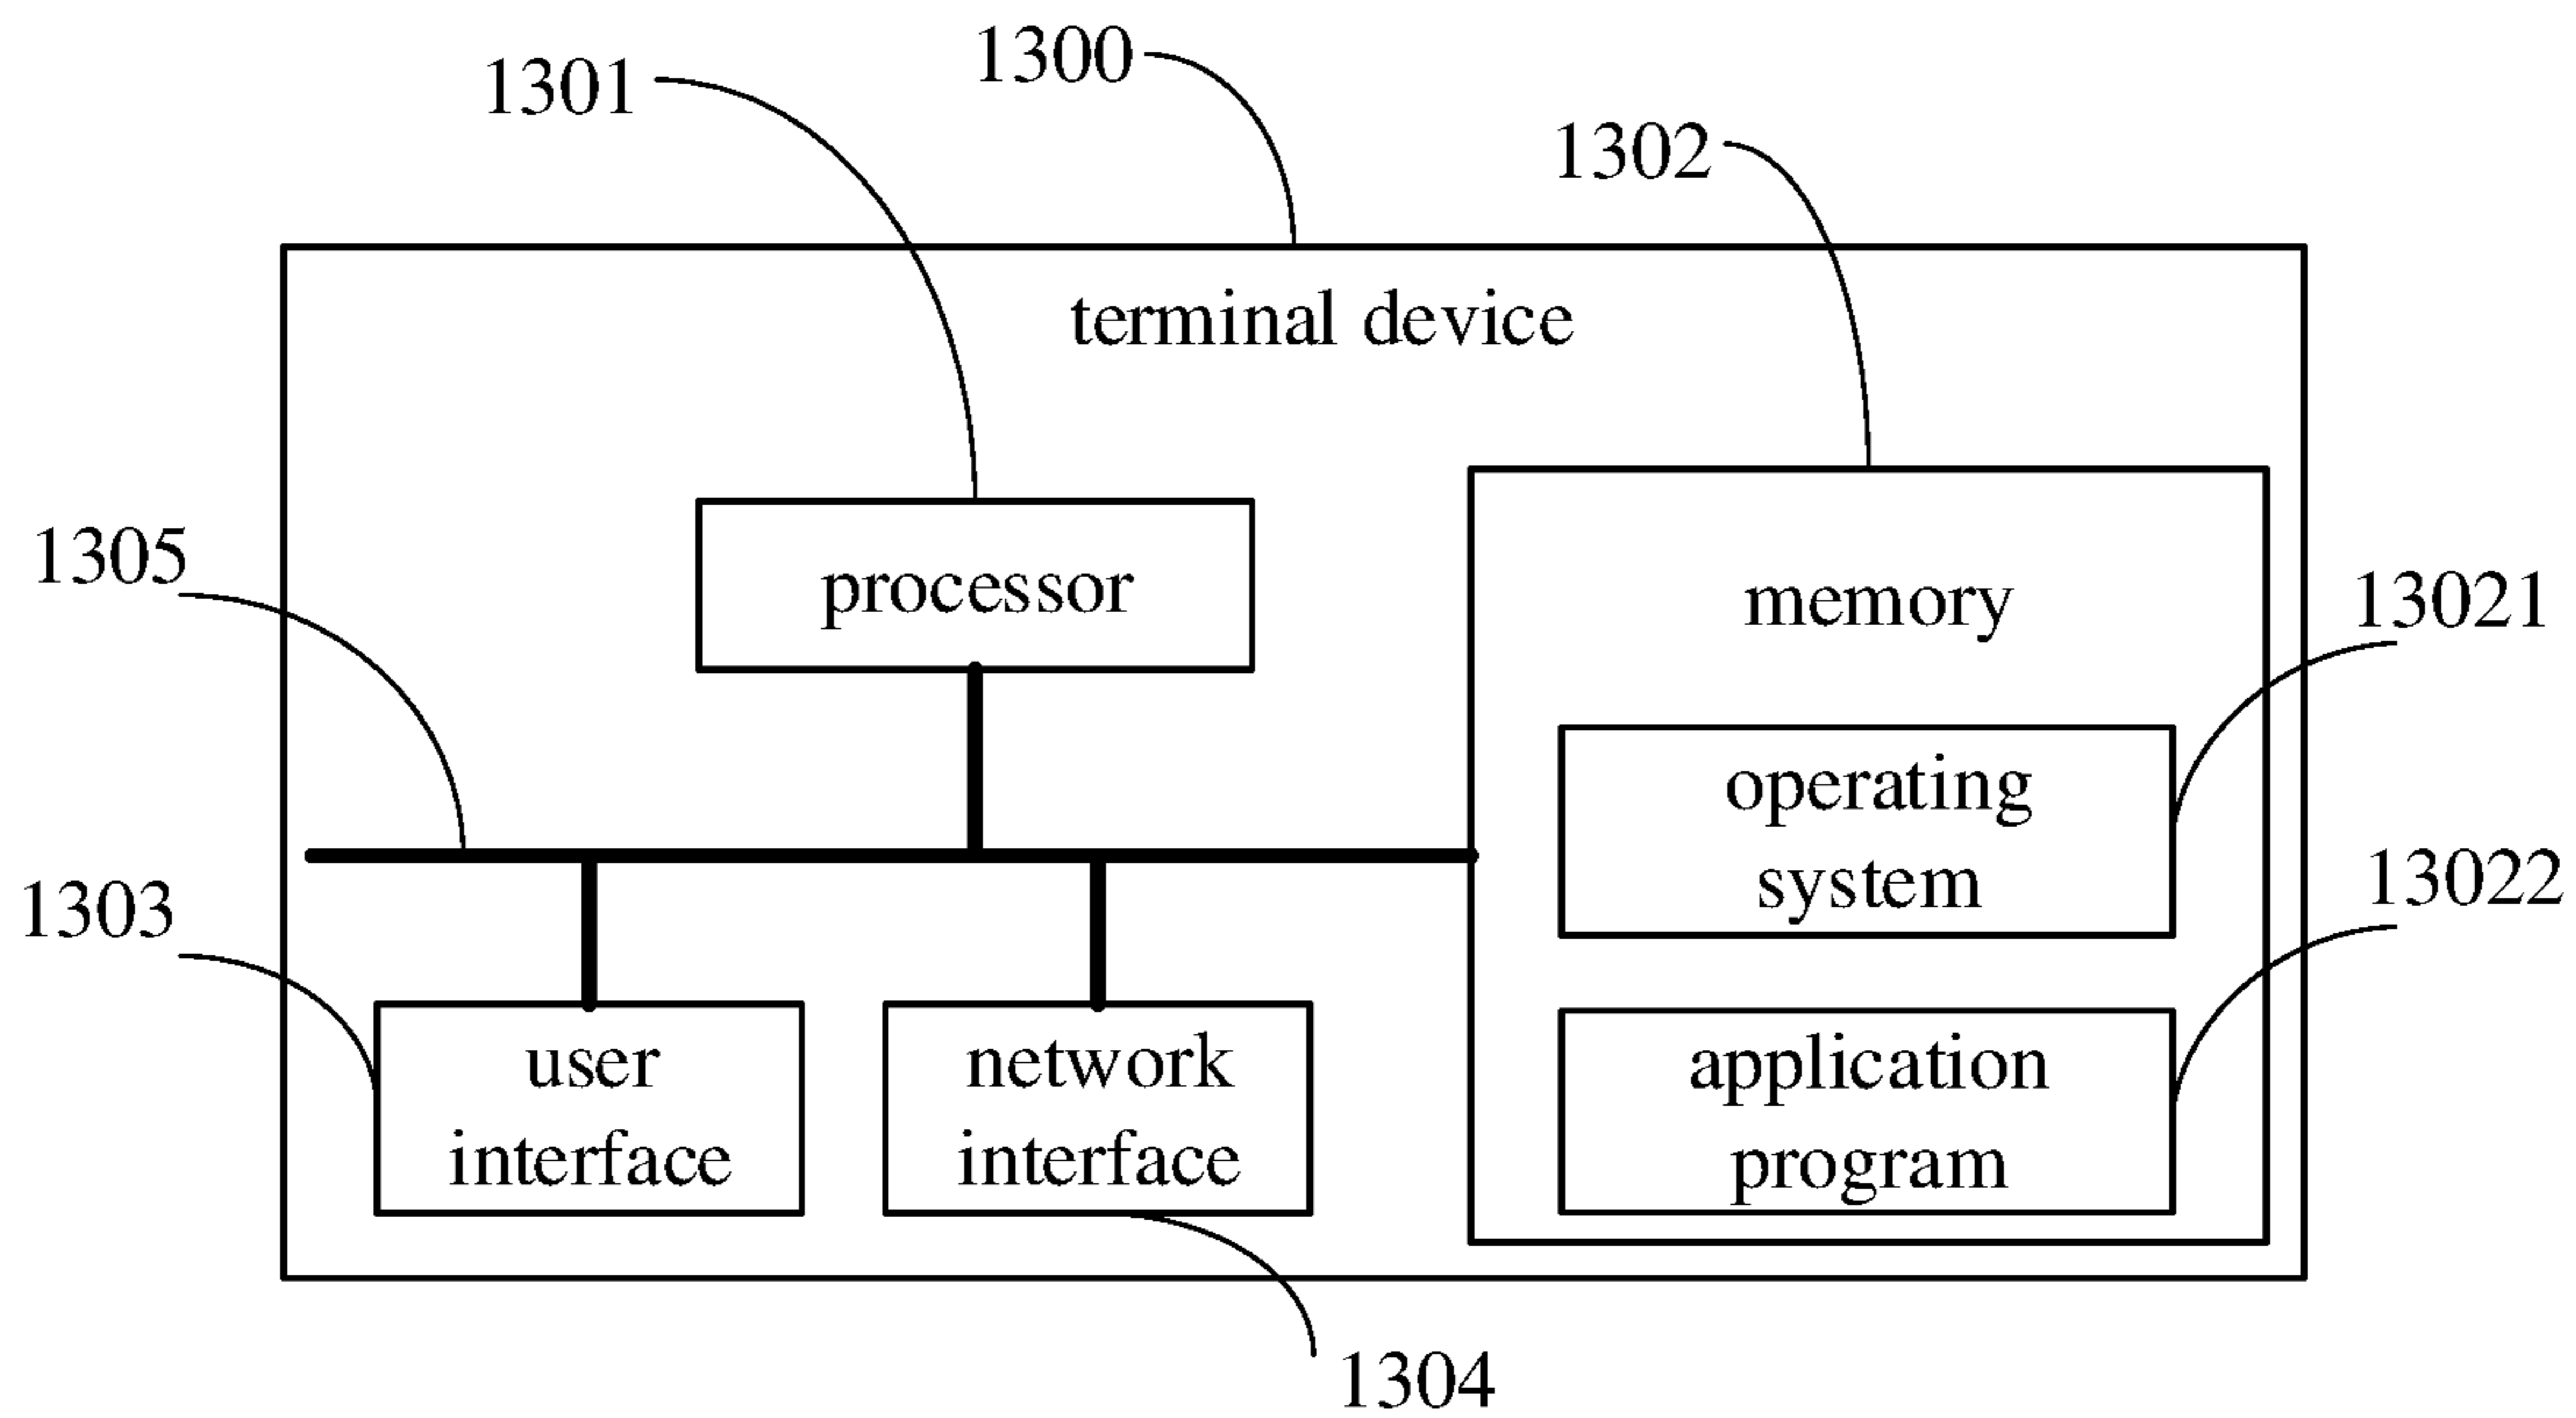 1300
1301
1302
terminal device
1305
processor
memory
13021
operating
system
1303
13022
user
interface
network
interface
application
program
1304